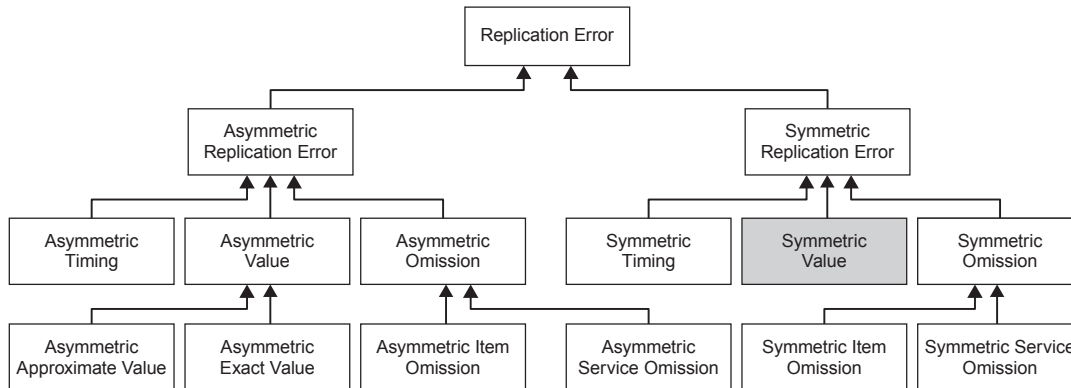 Replication Error
Asymmetric
Replication Error
Symmetric
Replication Error
Asymmetric
Timing
Asymmetric
Value
Asymmetric
Omission
Symmetric
Timing
Symmetric
Value
Symmetric
Omission
Asymmetric
Approximate Value
Asymmetric
Exact Value
Asymmetric Item
Omission
Asymmetric
Service Omission
Symmetric Item
Omission
Symmetric Service
Omission